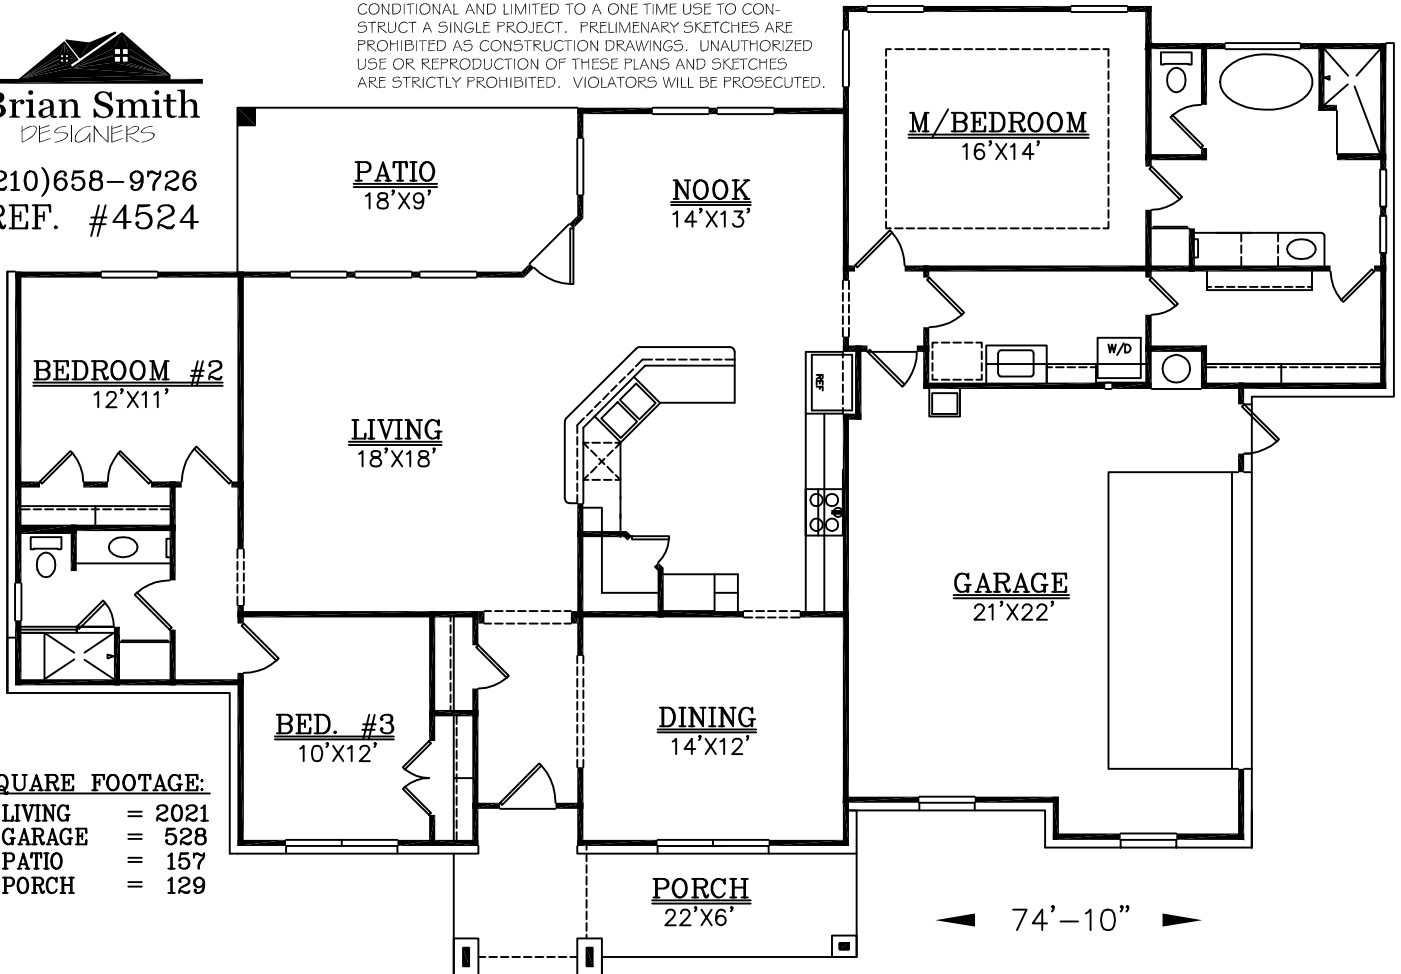 CONDITIONAL AND LIMITED TO A ONE TIME USE TO CON-
STRUCT A SINGLE PROJECT. PRELIMENARY SKETCHES ARE
PROHIBITED AS CONSTRUCTION DRAWINGS. UNAUTHORIZED
USE OR REPRODUCTION OF THESE PLANS AND SKETCHES
ARE STRICTLY PROHIBITED. VIOLATORS WILL BE PROSECUTED.
Brian Smith
DESIGNERS
210)658-9726
REF. #4524
PATIO
18'X9'
NOOK
14'X13'
M/BEDROOM
16'X14'
W/D
REF
BEDROOM #2
12'X11'
LIVING
18'X18'
GARAGE
21'X22'
BED. #3
10'X12'
DINING
14'X12'
QUARE FOOTAGE:
LIVING = 2021
GARAGE = 528
PATIO = 157
PORCH = 129
PORCH
22'X6'
74'-10"